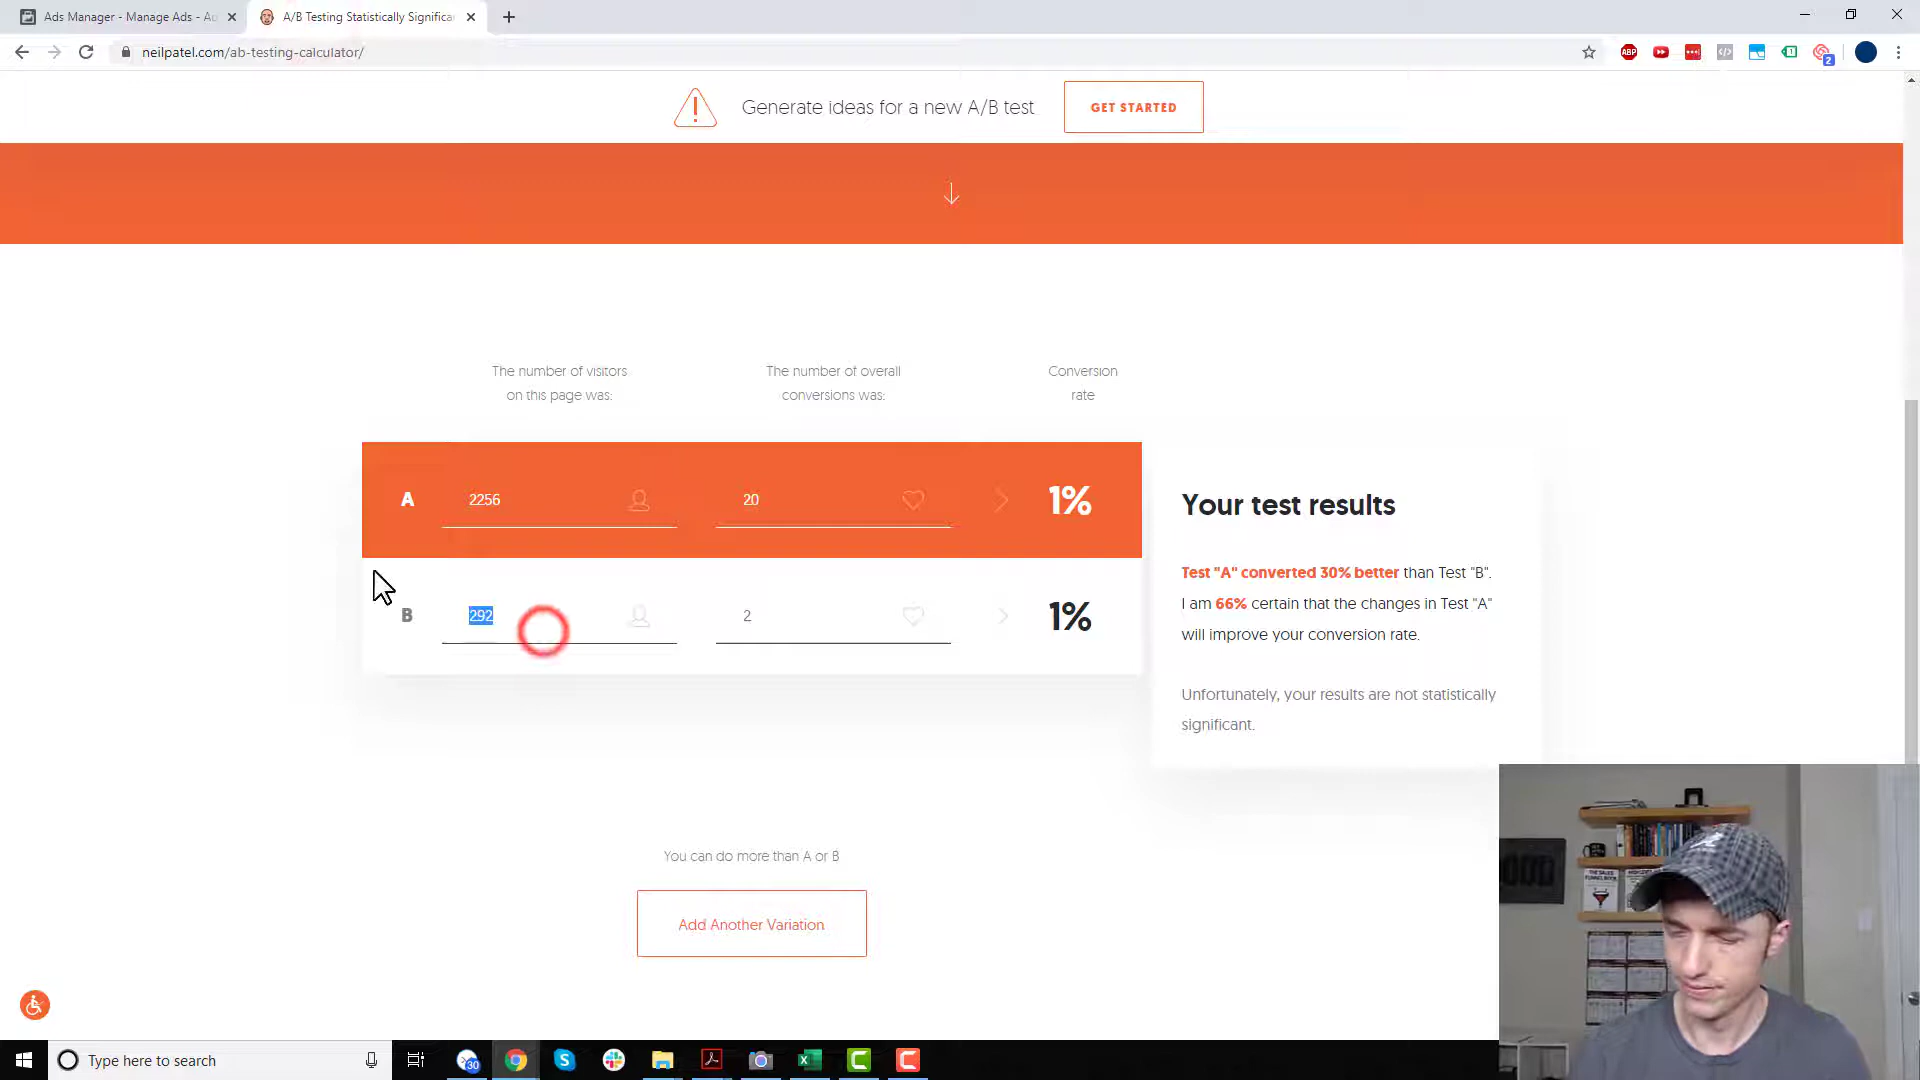 Ads Manager - Manage Ads - Ad
A/B Testing Statistically Significa
neilpatel.com/ab-testing-calculator/
ABP
2
Generate ideas for a new A/B test
GET STARTED
The number of visitors
on this page was:
The number of overall
conversions was:
Conversion
rate
A
2256
20
1%
B
292
2
1%
Your test results
Test "A" converted 30% better than Test "B".
I am 66% certain that the changes in Test "A"
will improve your conversion rate.
Unfortunately, your results are not statistically
significant.
You can do more than A or B
Add Another Variation
Type here to search
30